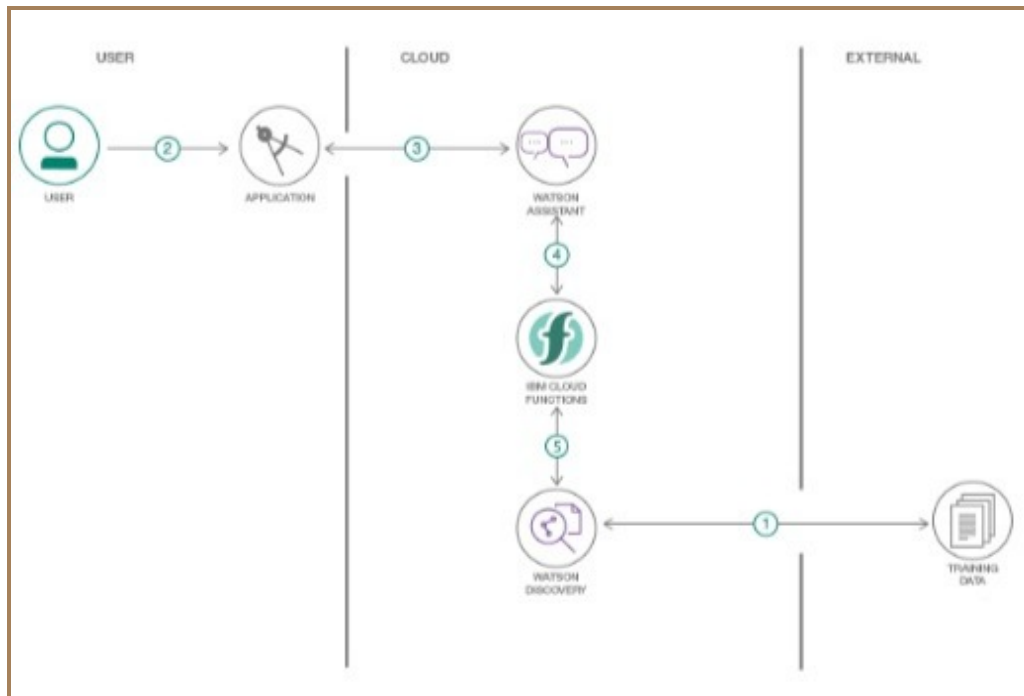 USER
CLOUD
EXTERNAL
2
3
USER
APPLICATION
WATSON
ASSISTANT
4
IBM CLOUD
FUNCTIONS
5
1
WATSON
DISCOVERY
TRAINING
DATA